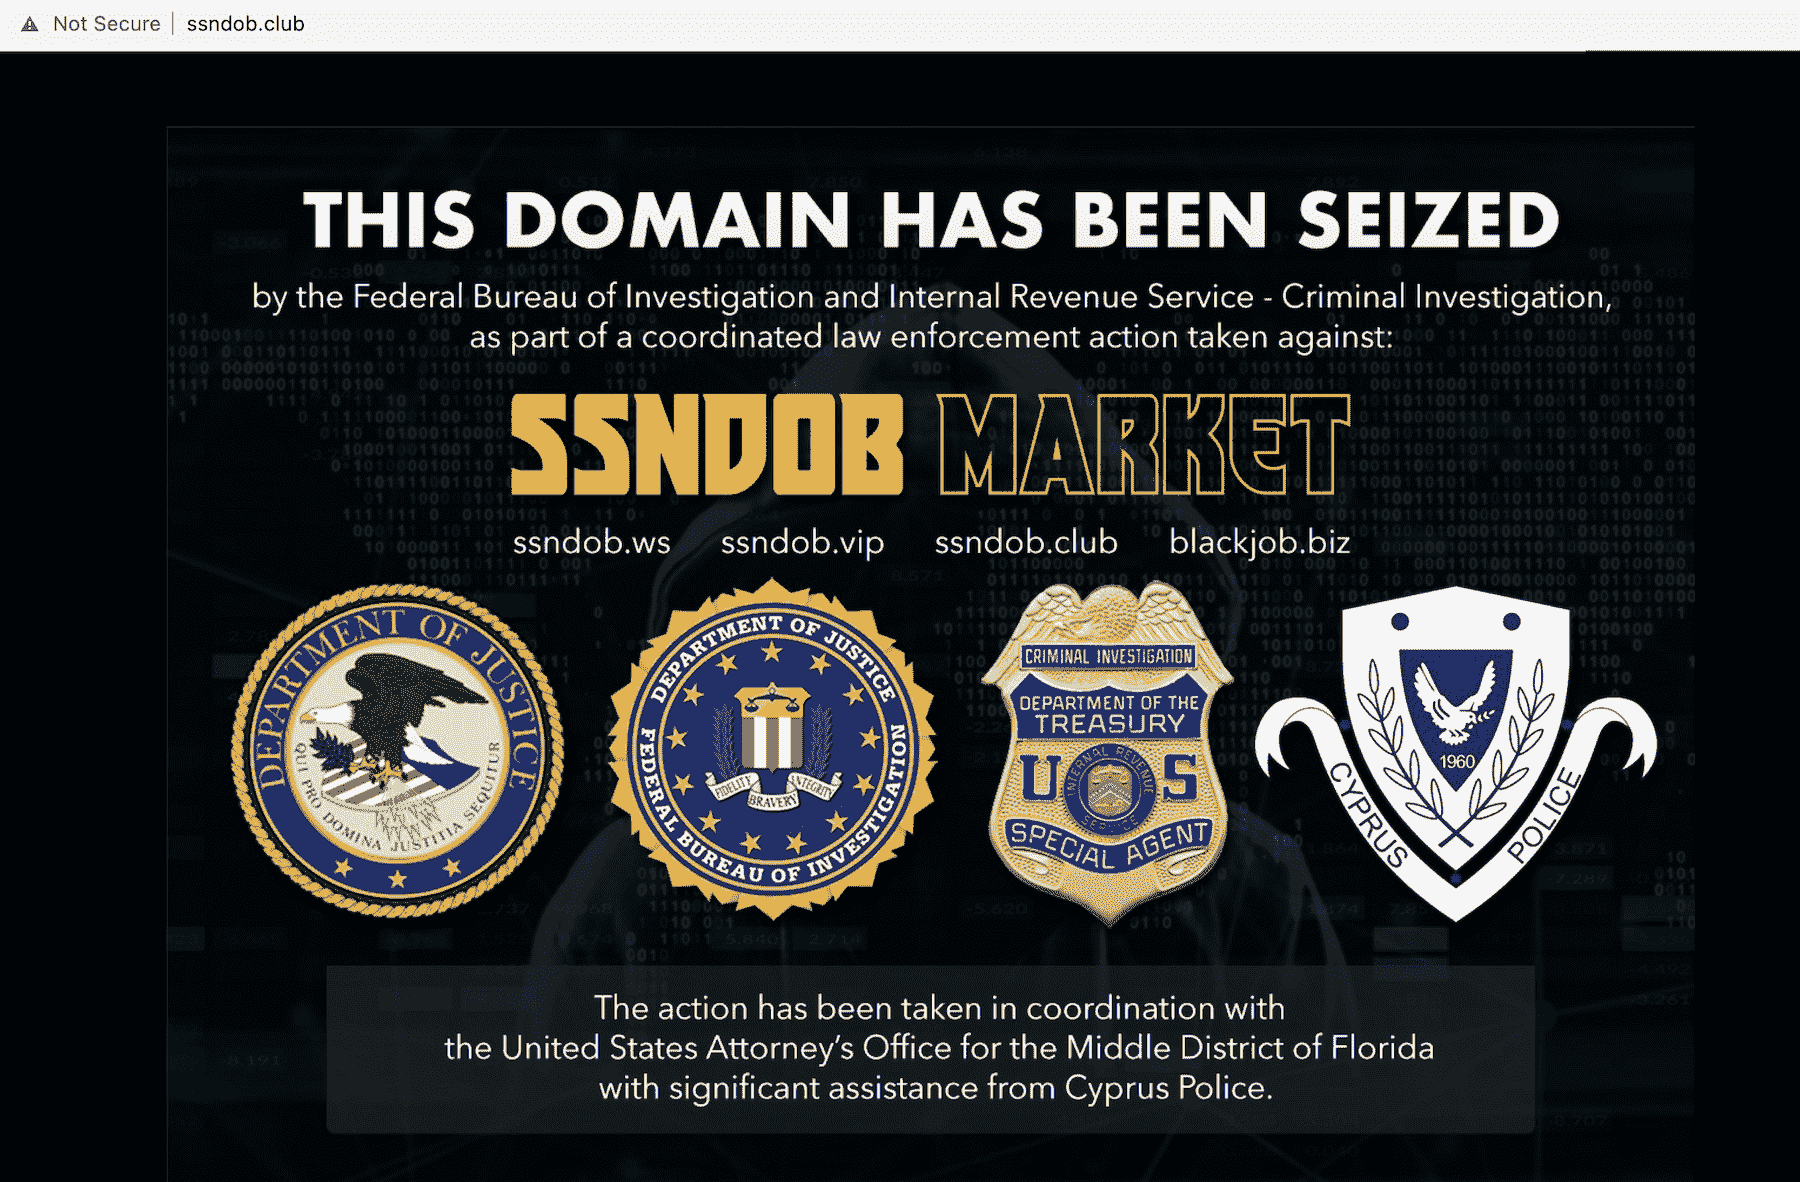 Not Secure | ssndob.club
THIS DOMAIN HAS BEEN SEIZED
by the Federal Bureau of Investigation and Internal Revenue Service - Criminal Investigation,
as part of a coordinated law enforcement action taken against:
SSNDOB MARKET
ssndob.ws ssndob.vip ssndob.club blackjob.biz
DEPARTMENT OF JUSTICE
QUI PRO DOMINA JUSTITIA SEQUITUR
DEPARTMENT OF JUSTICE
FEDERAL BUREAU OF INVESTIGATION
FIDELITY BRAVERY INTEGRITY
CRIMINAL INVESTIGATION
DEPARTMENT OF THE
TREASURY
U S
INTERNAL REVENUE SERVICE
SPECIAL AGENT
1960
CYPRUS POLICE
The action has been taken in coordination with
the United States Attorney's Office for the Middle District of Florida
with significant assistance from Cyprus Police.